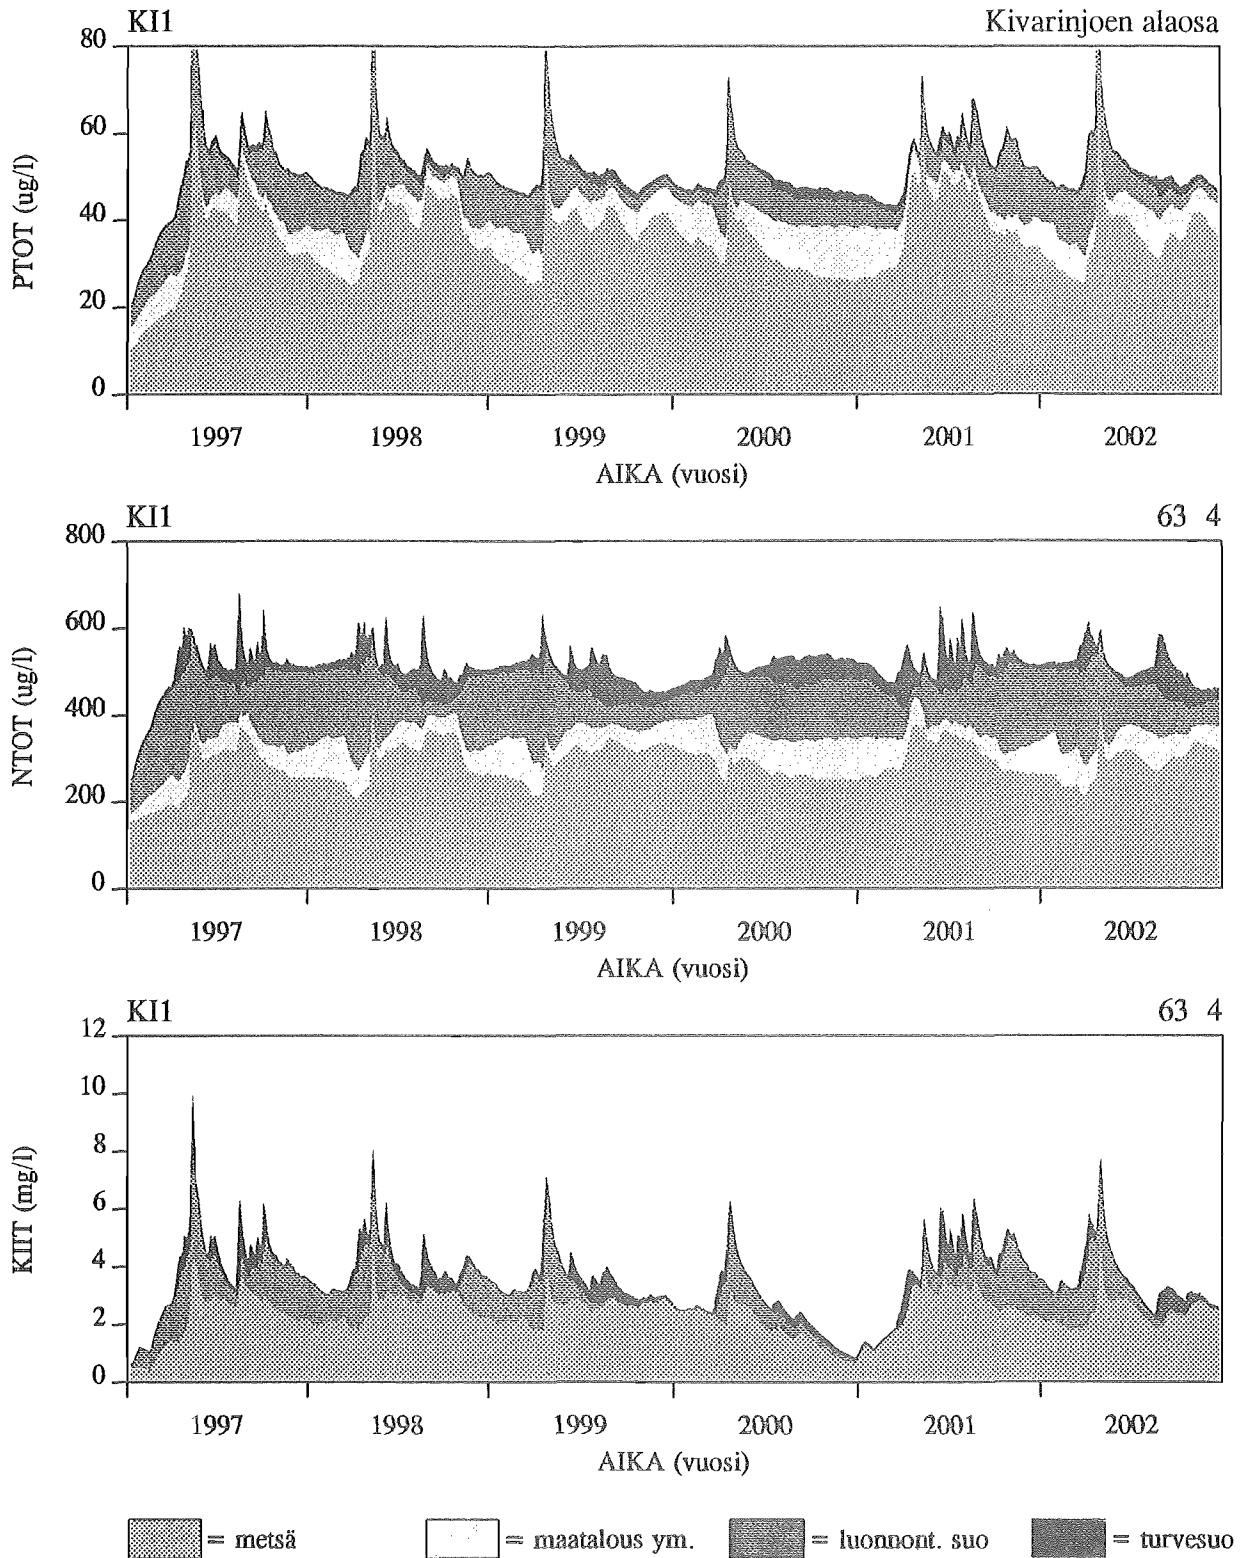 KI1 Kivarinjoen alaosa
80
60
40
20
0
PTOT (ug/l)
1997 1998 1999 2000 2001 2002
AIKA (vuosi)
KI1 63 4
800
600
400
200
0
NTOT (ug/l)
1997 1998 1999 2000 2001 2002
AIKA (vuosi)
KI1 63 4
12
10
8
6
4
2
0
KIIT (mg/l)
1997 1998 1999 2000 2001 2002
AIKA (vuosi)
= metsä = maatalous ym. = luonnont. suo = turvesuo